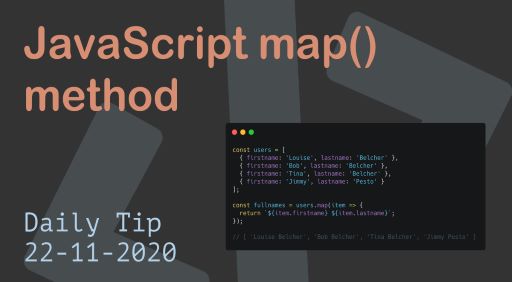 JavaScript map()
method
const users = [
{ firstname: 'Louise', lastname: 'Belcher' },
{ firstname: 'Bob', lastname: 'Belcher' },
{ firstname: 'Tina', lastname: 'Belcher' },
{ firstname: 'Jimmy', lastname: 'Pesto' }
];
const fullnames = users.map(item => {
return `${item.firstname} ${item.lastname}`;
});
// [ 'Louise Belcher', 'Bob Belcher', 'Tina Belcher', 'Jimmy Pesto' ]
Daily Tip
22-11-2020